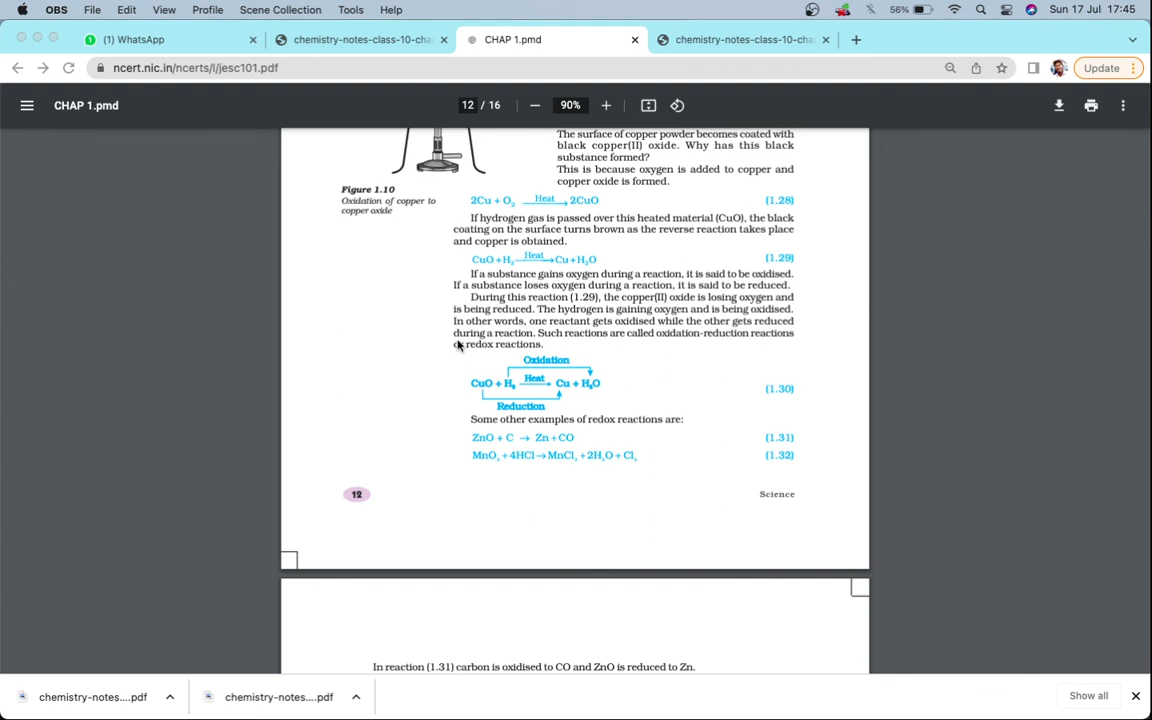 OBS File Edit View Profile Scene Collection Tools Help 56% Sun 17 Jul 17:45
(1) WhatsApp chemistry-notes-class-10-cha CHAP 1.pmd chemistry-notes-class-10-cha
ncert.nic.in/ncerts/l/jesc101.pdf Update
CHAP 1.pmd 12 / 16 90%
The surface of copper powder becomes coated with
black copper(II) oxide. Why has this black
substance formed?
This is because oxygen is added to copper and
copper oxide is formed.
Figure 1.10
Oxidation of copper to
copper oxide
2Cu + O₂ Heat→ 2CuO (1.28)
If hydrogen gas is passed over this heated material (CuO), the black
coating on the surface turns brown as the reverse reaction takes place
and copper is obtained.
CuO + H₂ Heat→ Cu + H₂O (1.29)
If a substance gains oxygen during a reaction, it is said to be oxidised.
If a substance loses oxygen during a reaction, it is said to be reduced.
During this reaction (1.29), the copper(II) oxide is losing oxygen and
is being reduced. The hydrogen is gaining oxygen and is being oxidised.
In other words, one reactant gets oxidised while the other gets reduced
during a reaction. Such reactions are called oxidation-reduction reactions
or redox reactions.
Oxidation
CuO + H₂ Heat→ Cu + H₂O (1.30)
Reduction
Some other examples of redox reactions are:
ZnO + C → Zn + CO (1.31)
MnO₂ + 4HCl → MnCl₂ + 2H₂O + Cl₂ (1.32)
12 Science
In reaction (1.31) carbon is oxidised to CO and ZnO is reduced to Zn.
chemistry-notes....pdf chemistry-notes....pdf Show all